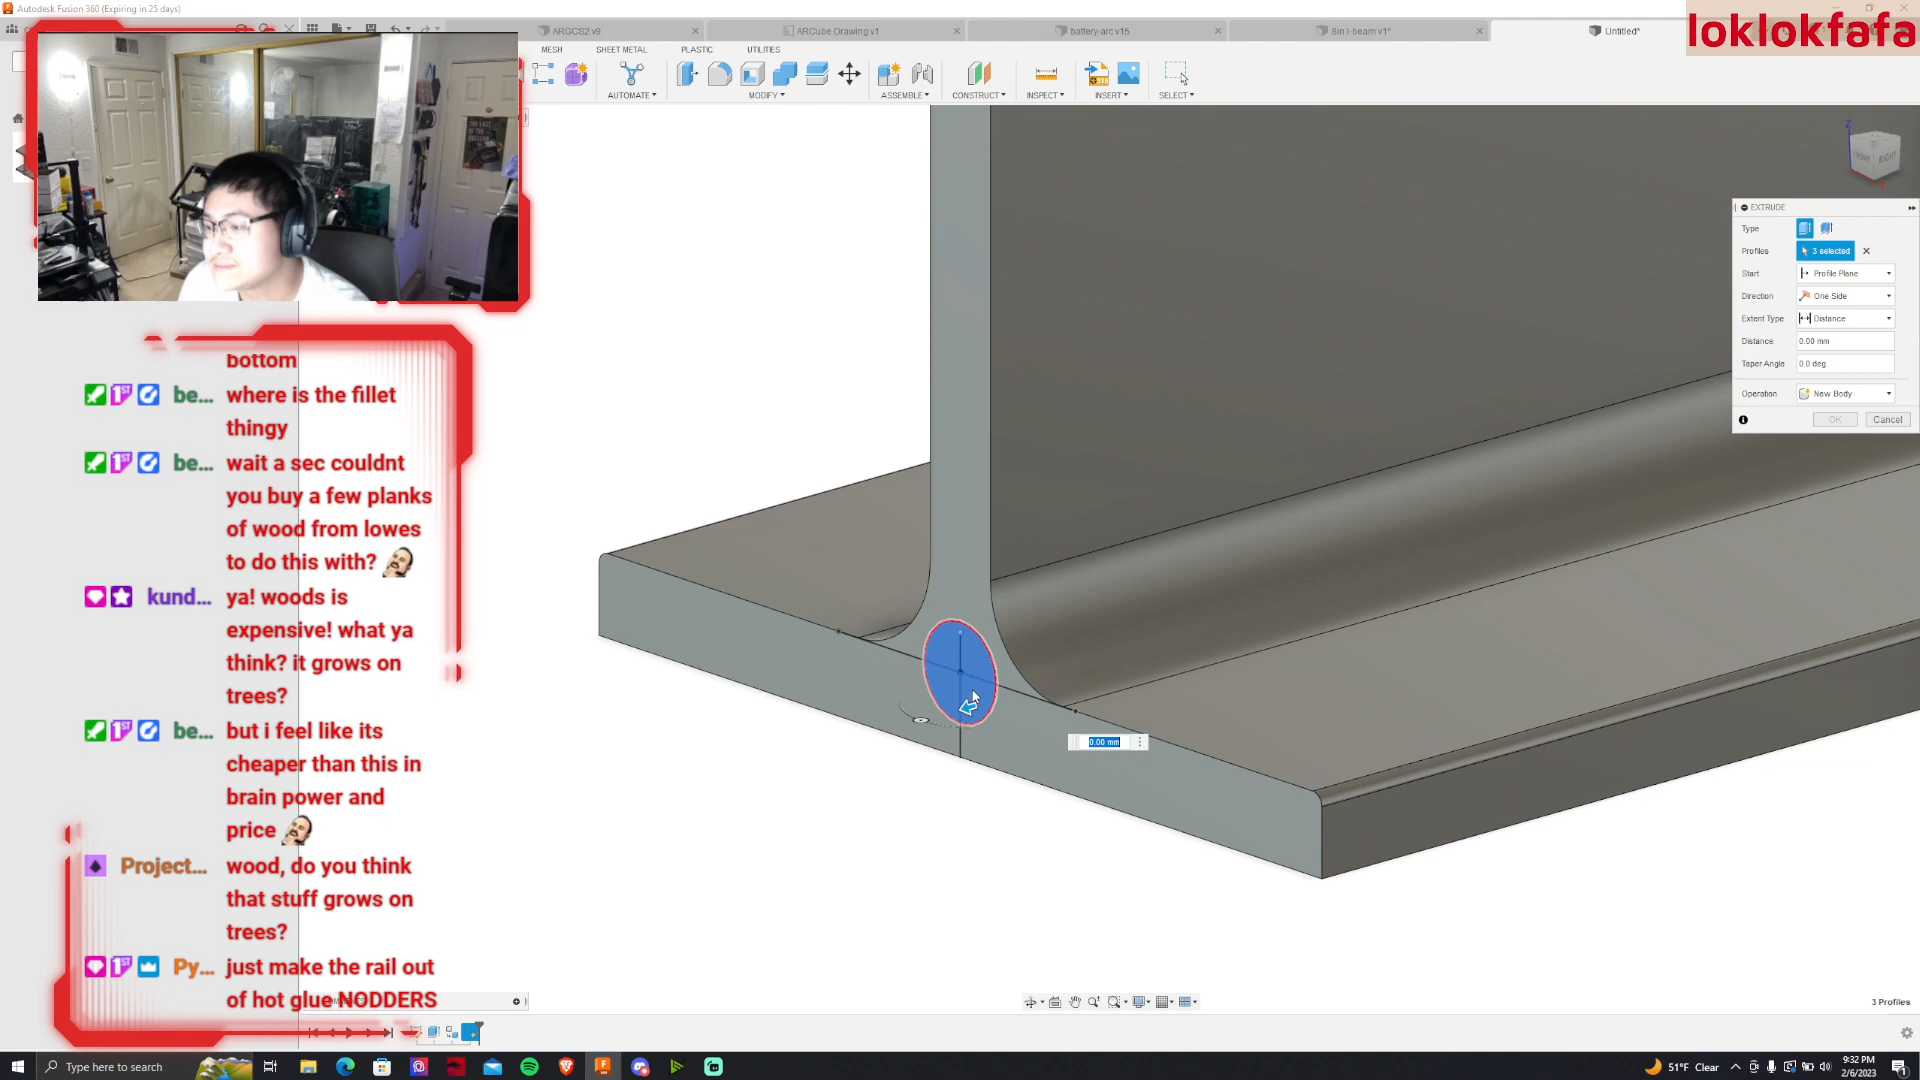 Autodesk Fusion 360 (Expiring in 25 days)
loklokfafa
ARGCS2 v9
ARCube Drawing v1
battery-arc v15
8in I-beam v1*
Untitled*
MESH
SHEET METAL
PLASTIC
UTILITIES
AUTOMATE
MODIFY
ASSEMBLE
CONSTRUCT
INSPECT
INSERT
SELECT
FRONT
RIGHT
Z
EXTRUDE
Type
Profiles
3 selected
Start
Profile Plane
Direction
One Side
Extent Type
Distance
Distance
0.00 mm
Taper Angle
0.0 deg
Operation
New Body
OK
Cancel
THE LAST
OF THE
bottom
be... where is the fillet
thingy
be... wait a sec couldnt
you buy a few planks
of wood from lowes
to do this with?
kund... ya! woods is
expensive! what ya
think? it grows on
trees?
be... but i feel like its
cheaper than this in
brain power and
price
Project... wood, do you think
that stuff grows on
trees?
Py... just make the rail out
of hot glue NODDERS
0.00 mm
3 Profiles
Type here to search
51°F Clear
9:32 PM
2/6/2023